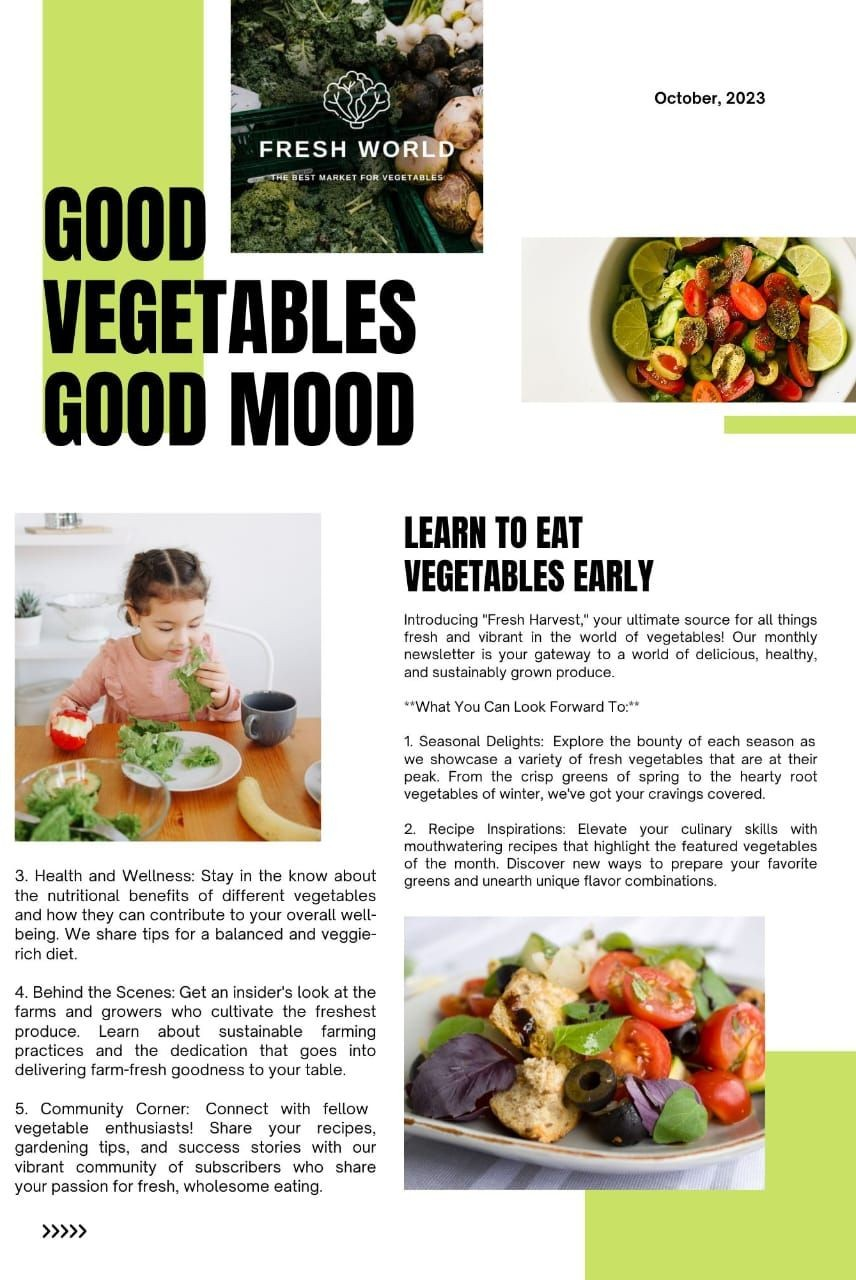 FRESH WORLD
THE BEST MARKET FOR VEGETABLES
October, 2023
GOOD
VEGETABLES
GOOD MOOD
LEARN TO EAT
VEGETABLES EARLY
Introducing "Fresh Harvest," your ultimate source for all things
fresh and vibrant in the world of vegetables! Our monthly
newsletter is your gateway to a world of delicious, healthy,
and sustainably grown produce.
**What You Can Look Forward To:**
1. Seasonal Delights: Explore the bounty of each season as
we showcase a variety of fresh vegetables that are at their
peak. From the crisp greens of spring to the hearty root
vegetables of winter, we've got your cravings covered.
2. Recipe Inspirations: Elevate your culinary skills with
mouthwatering recipes that highlight the featured vegetables
of the month. Discover new ways to prepare your favorite
greens and unearth unique flavor combinations.
3. Health and Wellness: Stay in the know about
the nutritional benefits of different vegetables
and how they can contribute to your overall well-
being. We share tips for a balanced and veggie-
rich diet.
4. Behind the Scenes: Get an insider's look at the
farms and growers who cultivate the freshest
produce. Learn about sustainable farming
practices and the dedication that goes into
delivering farm-fresh goodness to your table.
5. Community Corner: Connect with fellow
vegetable enthusiasts! Share your recipes,
gardening tips, and success stories with our
vibrant community of subscribers who share
your passion for fresh, wholesome eating.